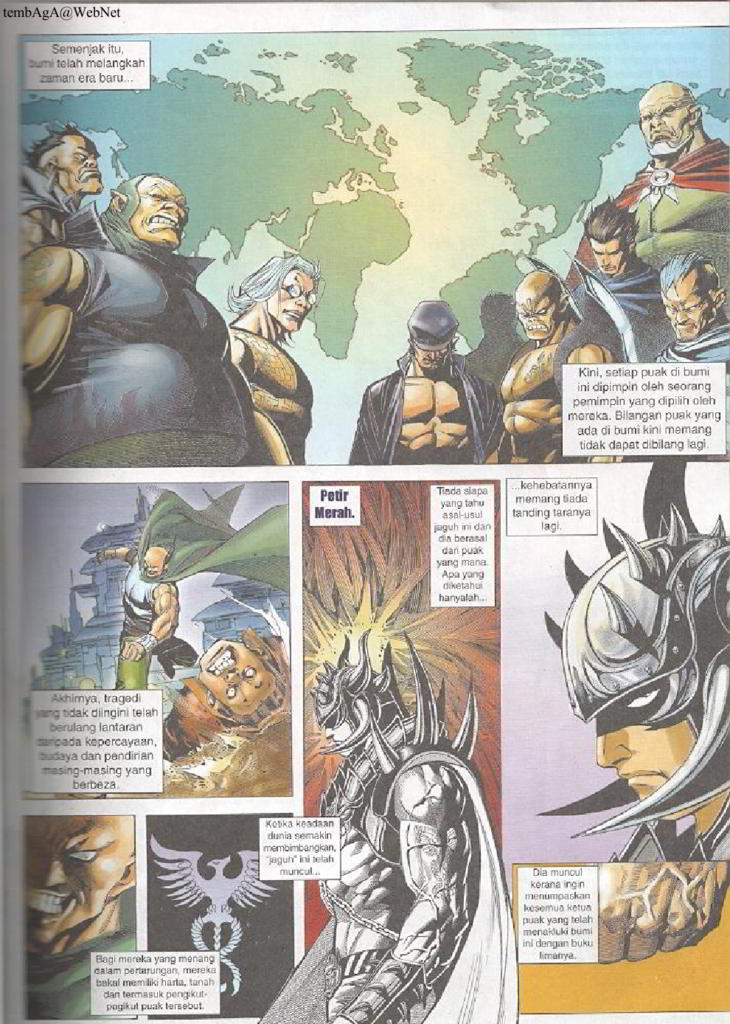 tembAgA@WebNet
Semenjak itu,
bumi telah melangkah
zaman era baru...
Kini, setiap puak di bumi
ini dipimpin oleh seorang
pemimpin yang dipilih oleh
mereka. Bilangan puak yang
ada di bumi kini memang
tidak dapat dibilang lagi.
Akhirnya, tragedi
yang tidak diingini telah
berulang lantaran
daripada kepercayaan,
budaya dan pendirian
masing-masing yang
berbeza.
Bagi mereka yang menang
dalam pertarungan, mereka
bakal memiliki harta, tanah
dan termasuk pengikut-
pagikut puak tersebut.
Ketika keadaan
dunia semakin
membimbangkan,
"jaguh" ini telah
muncul...
Petir
Merah.
Tiada siapa
yang tahu
asal-usul
jaguh ini dan
dia berasal
dari puak
yang mana.
Apa yang
diketahui
hanyalah...
...kehebatannya
memang tiada
tanding taranya
lagi.
Dia muncul
kerana ingin
menumpaskan
kesemua ketua
puak yang telah
menakluki bumi
ini dengan buku
limanya.